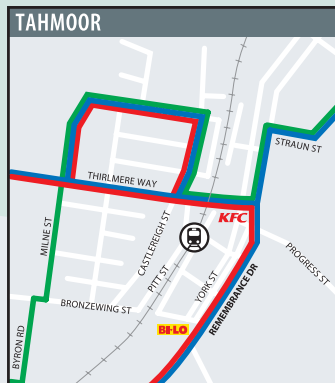 TAHMOOR
STRAUN ST
THIRLMERE WAY
KFC
MILNE ST
CASTLEREIGH ST
PITT ST
YORK ST
REMEMBRANCE DR
PROGRESS ST
BRONZEWING ST
BI-LO
BYRON RD